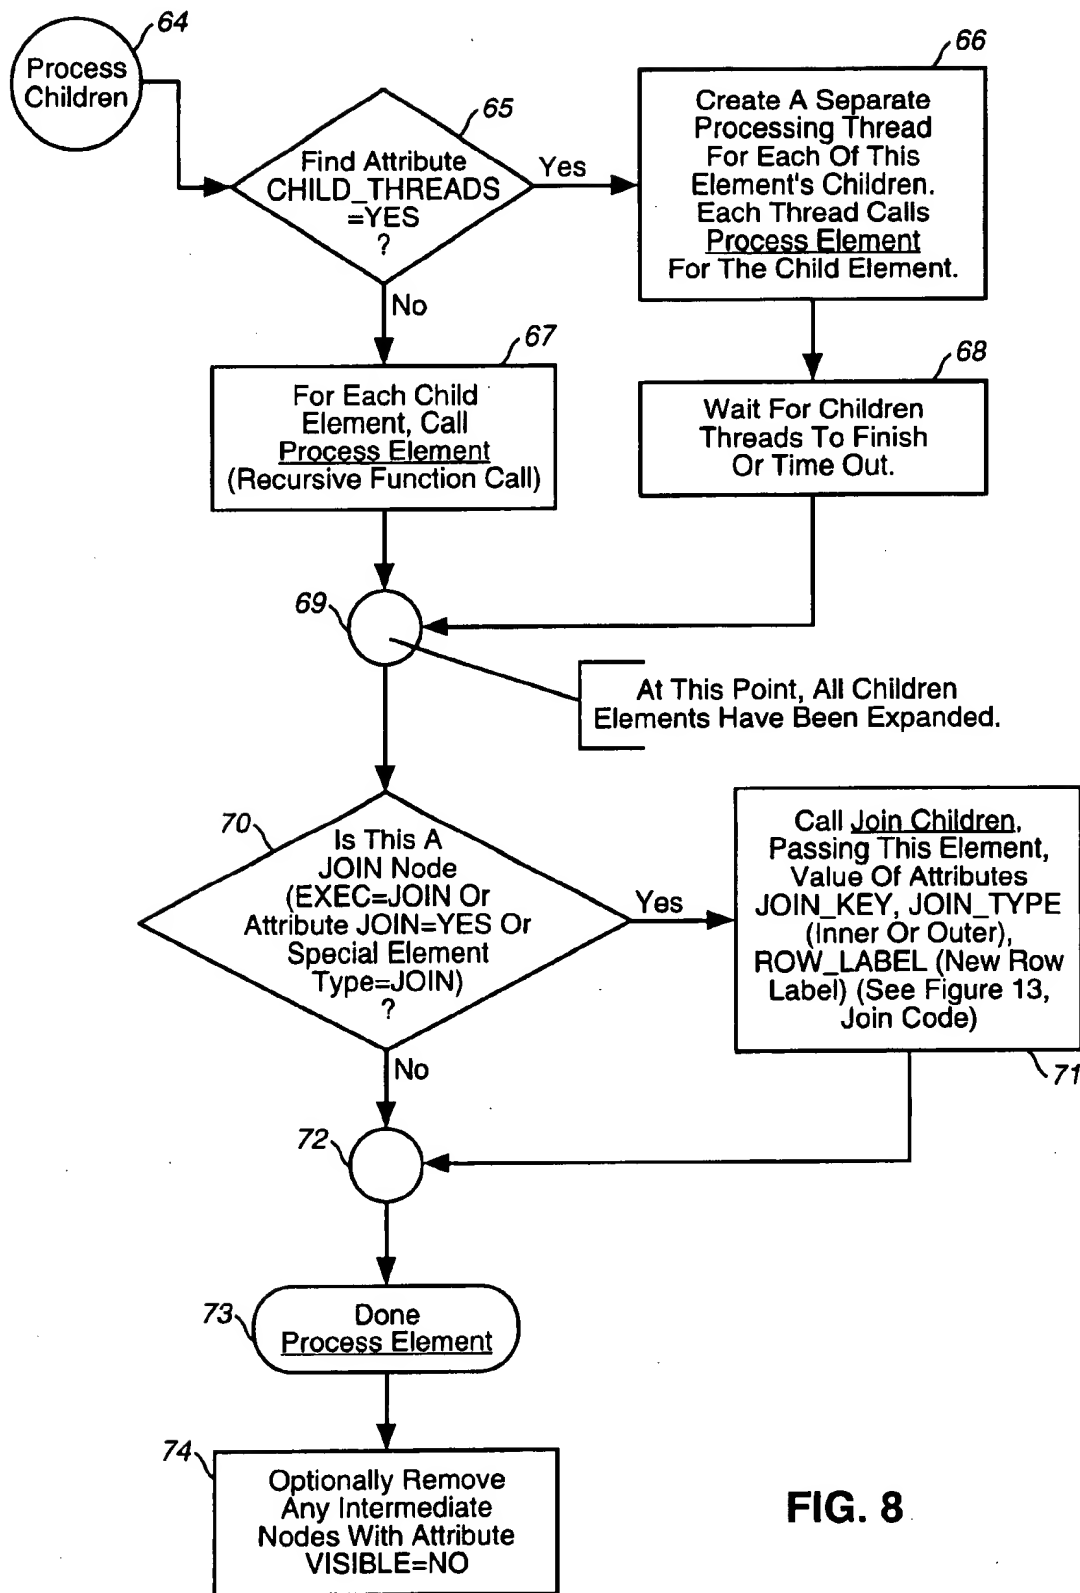 64
Process
Children
65
Find Attribute
CHILD_THREADS
=YES
?
Yes
No
66
Create A Separate
Processing Thread
For Each Of This
Element's Children.
Each Thread Calls
Process Element
For The Child Element.
67
For Each Child
Element, Call
Process Element
(Recursive Function Call)
68
Wait For Children
Threads To Finish
Or Time Out.
69
At This Point, All Children
Elements Have Been Expanded.
70
Is This A
JOIN Node
(EXEC=JOIN Or
Attribute JOIN=YES Or
Special Element
Type=JOIN)
?
Yes
No
Call Join Children,
Passing This Element,
Value Of Attributes
JOIN_KEY, JOIN_TYPE
(Inner Or Outer),
ROW_LABEL (New Row
Label) (See Figure 13,
Join Code)
71
72
73
Done
Process Element
74
Optionally Remove
Any Intermediate
Nodes With Attribute
VISIBLE=NO
FIG. 8